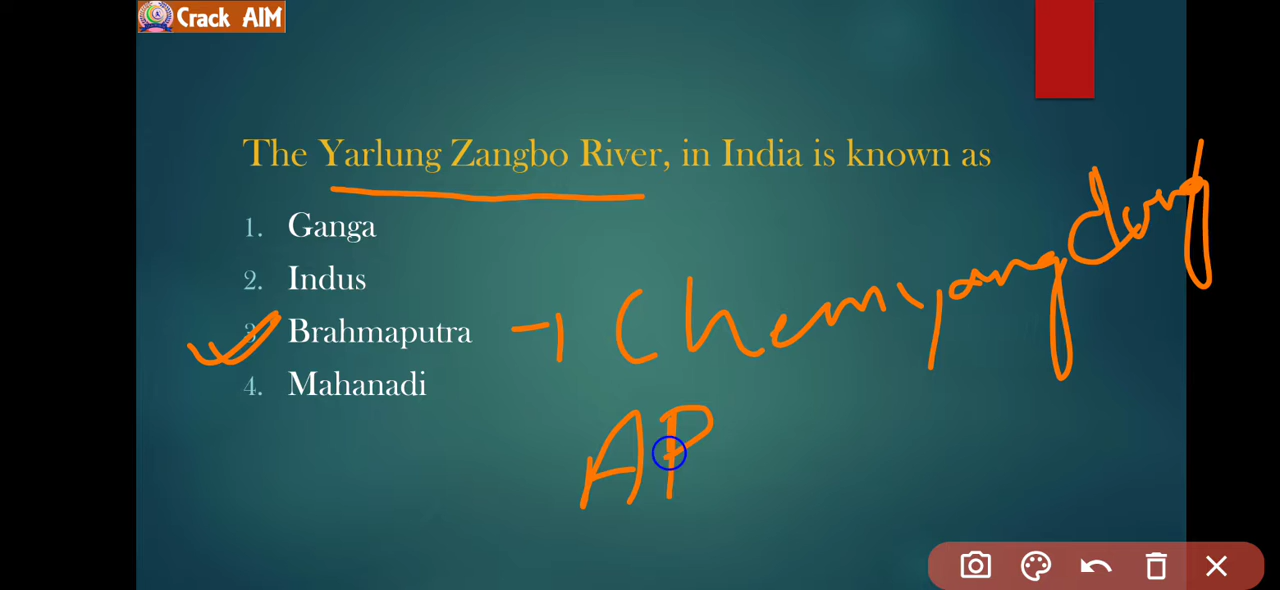 Crack AIM
The Yarlung Zangbo River, in India is known as
1. Ganga
2. Indus
3. Brahmaputra
4. Mahanadi
Chemyangdong
AP